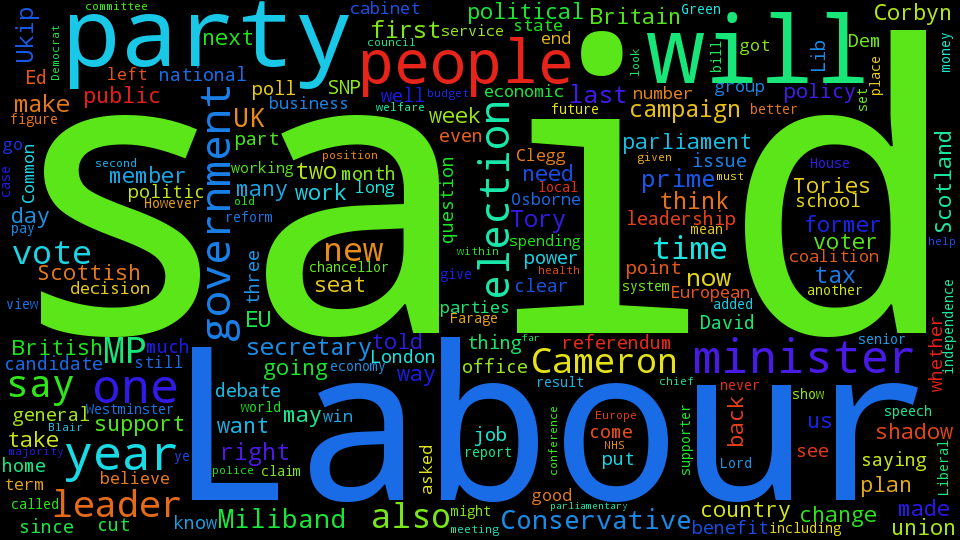 committee
cabinet
political
Green
Corbyn
party
will
Britain
first
service
state
Ukip
Democrat
next
council
end
look
bill
got
Lib
Dem
money
people
Ed
left
national
poll
SNP
well
budget
economic
last
number
group
policy
set
place
make
public
business
welfare
future
campaign
better
figure
UK
week
said
government
election
part
even
parliament
go
Common
second
member
working
position
two
month
question
Clegg
given
issue
House
Scotland
case
politic
many
work
long
need
local
prime
must
Tories
However
old
Osborne
think
school
day
reform
Tory
leadership
former
pay
vote
new
spending
mean
voter
help
time
within
power
coalition
Scottish
three
chancellor
give
health
point
now
tax
decision
seat
clear
system
European
another
view
parties
added
EU
Farage
David
independence
British
MP
much
secretary
told
thing
far
referendum
senior
whether
candidate
still
going
London
office
Cameron
minister
economy
way
say
one
Labour
debate
result
chief
never
show
general
Westminster
world
may
win
Europe
us
speech
Blair
support
want
conference
supporter
back
shadow
take
job
come
NHS
majority
year
ye
right
asked
report
put
Lord
see
saying
Liberal
home
police
claim
term
believe
good
plan
called
leader
might
parliamentary
country
made
since
cut
know
Miliband
also
meeting
Conservative
benefit
including
change
union